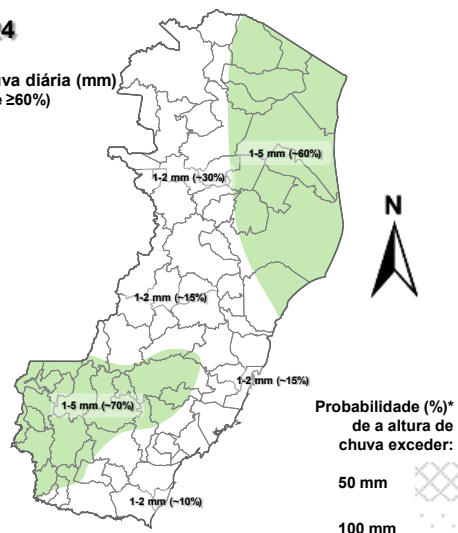 4
uva diária (mm)
e ≥60%)
1-5 mm (~60%)
1-2 mm (~30%)
N
1-2 mm (~15%)
1-2 mm (~15%)
1-5 mm (~70%)
Probabilidade (%)*
de a altura de
chuva exceder:
50 mm
1-2 mm (~10%)
100 mm